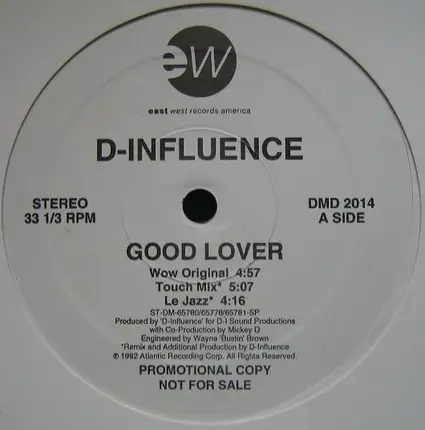 ew
east west records america
D-INFLUENCE
STEREO
33 1/3 RPM
DMD 2014
A SIDE
GOOD LOVER
Wow Original 4:57
Touch Mix* 5:07
Le Jazz* 4:16
ST-DM-65780/65778/65781-SP
Produced by 'D-Influence' for D-I Sound Productions
with Co-Production by Mickey D
Engineered by Wayne 'Bustin' Brown
*Remix and Additional Production by D-Influence
℗ 1992 Atlantic Recording Corp. All Rights Reserved.
PROMOTIONAL COPY
NOT FOR SALE